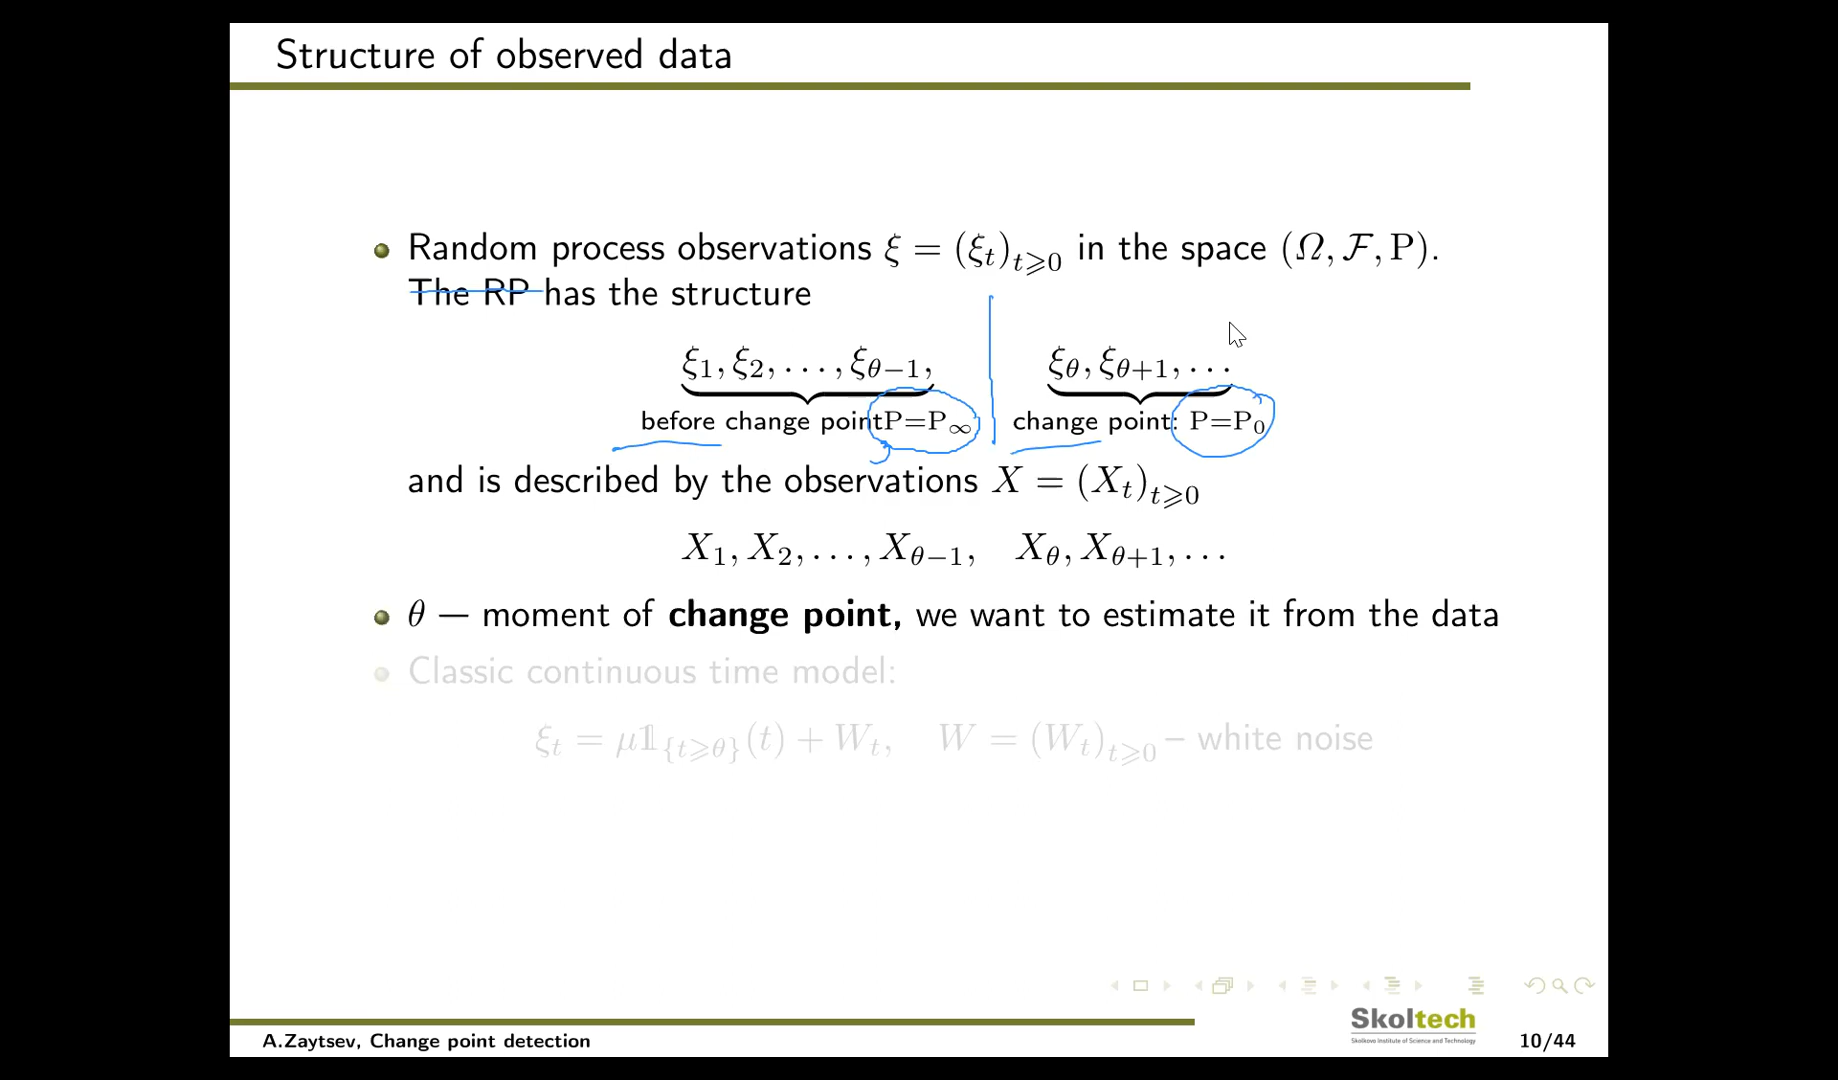 Structure of observed data
Random process observations ξ = (ξt)t⩾0 in the space (Ω, ℱ, P).
The RP has the structure
ξ1, ξ2, . . . , ξθ−1, ξθ, ξθ+1, . . .
before change pointP=P∞ change point: P=P0
and is described by the observations X = (Xt)t⩾0
X1, X2, . . . , Xθ−1, Xθ, Xθ+1, . . .
θ — moment of change point, we want to estimate it from the data
Classic continuous time model:
ξt = μ𝟙{t⩾θ}(t) + Wt, W = (Wt)t⩾0 – white noise
Skoltech
Skolkovo Institute of Science and Technology
A.Zaytsev, Change point detection 10/44